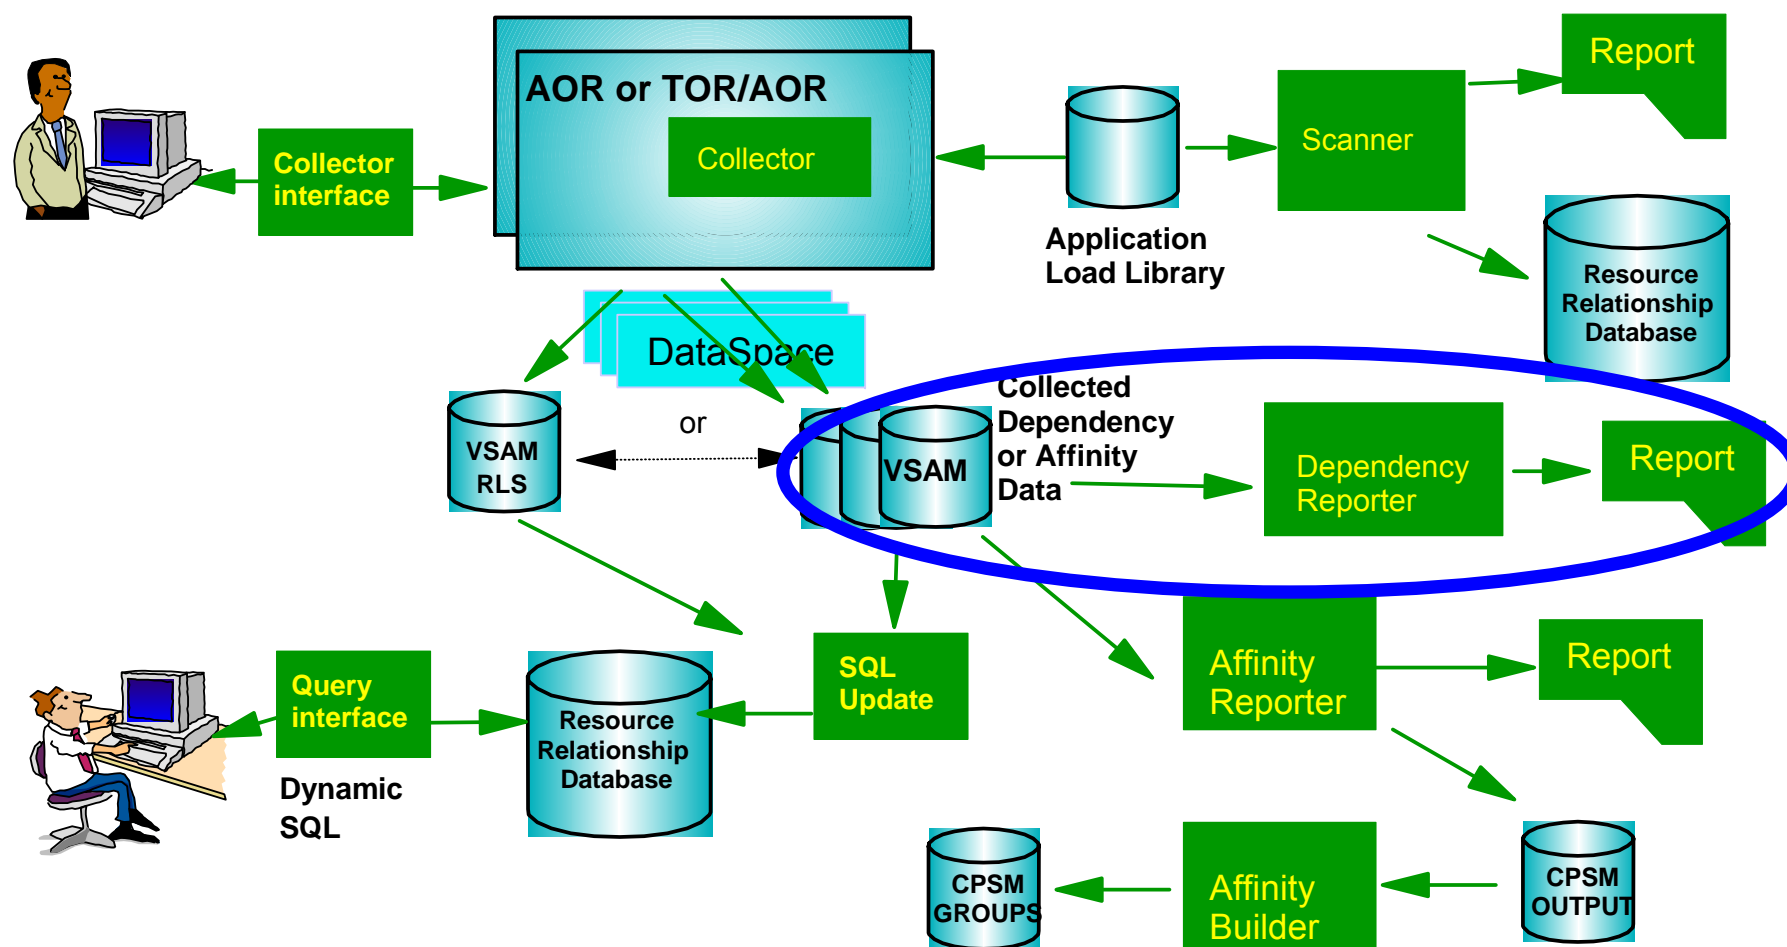 Report
AOR or TOR/AOR
Collector
Scanner
Collector
interface
Application
Load Library
Resource
Relationship
Database
DataSpace
or
VSAM
RLS
VSAM
Collected
Dependency
or Affinity
Data
Dependency
Reporter
Report
Query
interface
Dynamic
SQL
Resource
Relationship
Database
SQL
Update
Affinity
Reporter
Report
CPSM
GROUPS
Affinity
Builder
CPSM
OUTPUT